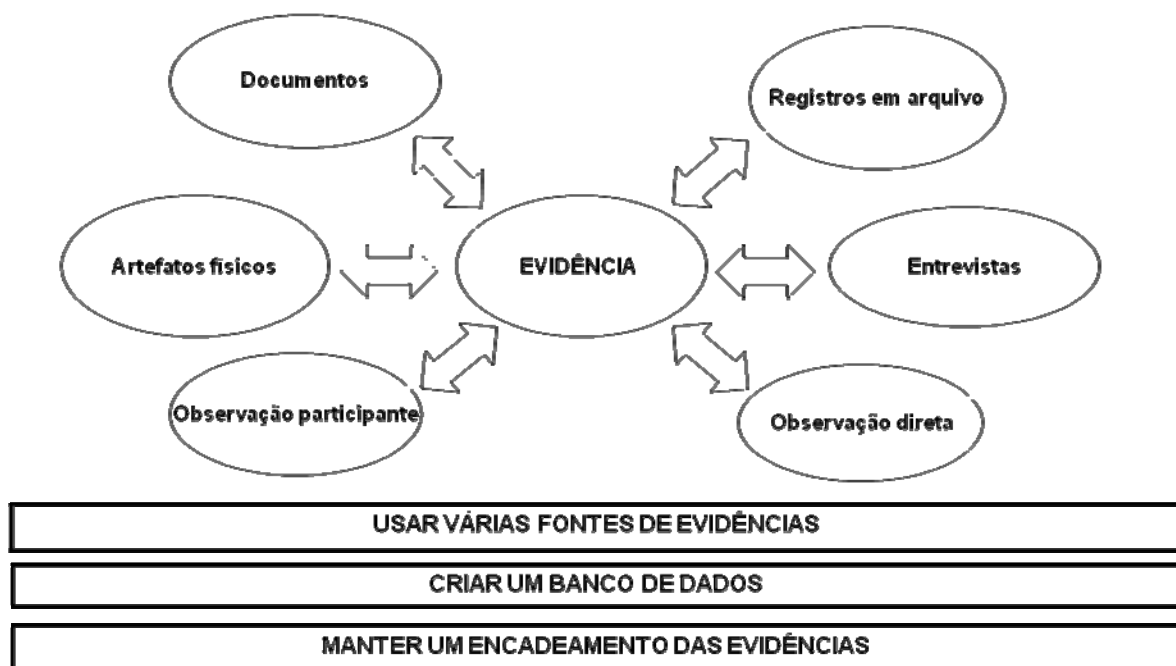 Documentos
Registros em arquivo
Artefatos físicos
EVIDÊNCIA
Entrevistas
Observação participante
Observação direta
USAR VÁRIAS FONTES DE EVIDÊNCIAS
CRIAR UM BANCO DE DADOS
MANTER UM ENCADEAMENTO DAS EVIDÊNCIAS